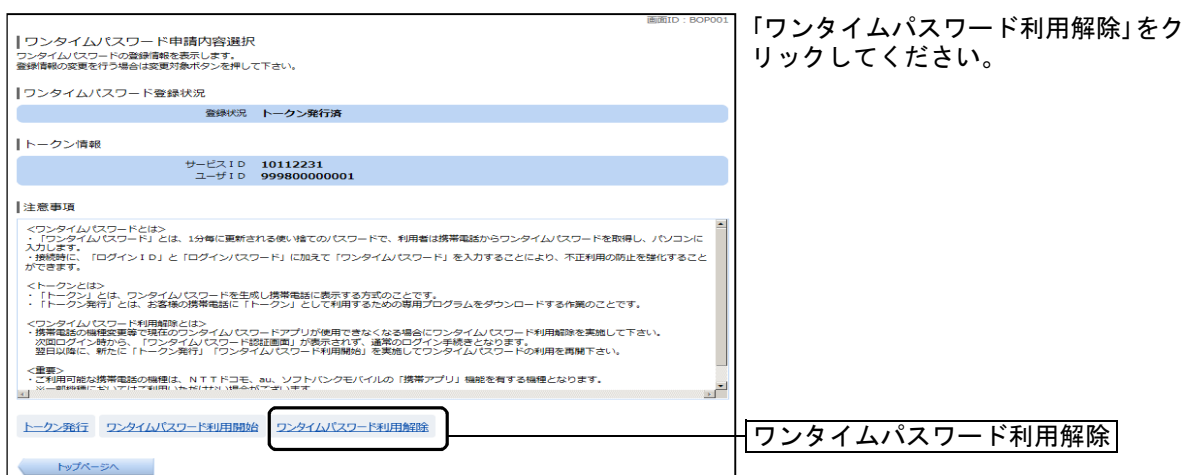 画面ID：BOP001
ワンタイムパスワード申請内容選択
ワンタイムパスワードの登録情報を表示します。
登録情報の変更を行う場合は変更対象ボタンを押して下さい。
ワンタイムパスワード登録状況
登録状況 トークン発行済
トークン情報
サービスＩＤ 10112231
ユーザＩＤ 999800000001
注意事項
＜ワンタイムパスワードとは＞
・「ワンタイムパスワード」とは、1分毎に更新される使い捨てのパスワードで、利用者は携帯電話からワンタイムパスワードを取得し、パソコンに
入力します。
・接続時に、「ログインＩＤ」と「ログインパスワード」に加えて「ワンタイムパスワード」を入力することにより、不正利用の防止を強化すること
ができます。
＜トークンとは＞
・「トークン」とは、ワンタイムパスワードを生成し携帯電話に表示する方式のことです。
・「トークン発行」とは、お客様の携帯電話に「トークン」として利用するための専用プログラムをダウンロードする作業のことです。
＜ワンタイムパスワード利用解除とは＞
・携帯電話の機種変更等で現在のワンタイムパスワードアプリが使用できなくなる場合にワンタイムパスワード利用解除を実施して下さい。
次回ログイン時から、「ワンタイムパスワード認証画面」が表示されず、通常のログイン手続きとなります。
翌日以降に、新たに「トークン発行」「ワンタイムパスワード利用開始」を実施してワンタイムパスワードの利用を再開下さい。
＜重要＞
・ご利用可能な携帯電話の機種は、ＮＴＴドコモ、au、ソフトバンクモバイルの「携帯アプリ」機能を有する機種となります。
※一部機種においてはご利用いただけない場合がございます
トークン発行 ワンタイムパスワード利用開始 ワンタイムパスワード利用解除
トップページへ
「ワンタイムパスワード利用解除」をク
リックしてください。
ワンタイムパスワード利用解除